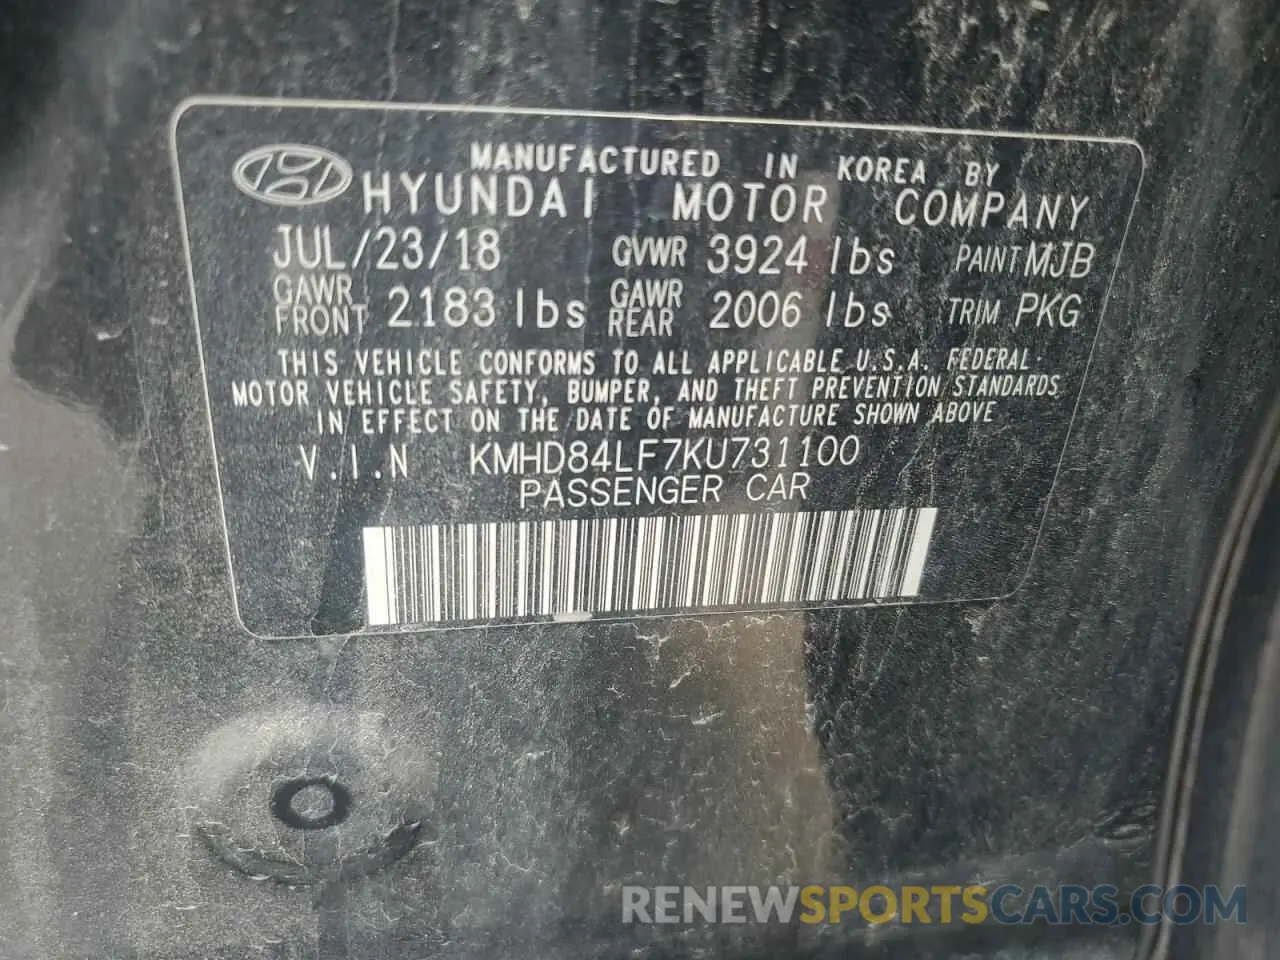 MANUFACTURED IN KOREA BY
HYUNDAI MOTOR COMPANY
JUL/23/18 GVWR 3924 lbs PAINT MJB
GAWR FRONT 2183 lbs GAWR REAR 2006 lbs TRIM PKG
THIS VEHICLE CONFORMS TO ALL APPLICABLE U.S.A. FEDERAL
MOTOR VEHICLE SAFETY, BUMPER, AND THEFT PREVENTION STANDARDS
IN EFFECT ON THE DATE OF MANUFACTURE SHOWN ABOVE
V.I.N KMHD84LF7KU731100
PASSENGER CAR
RENEWSPORTSCARS.COM